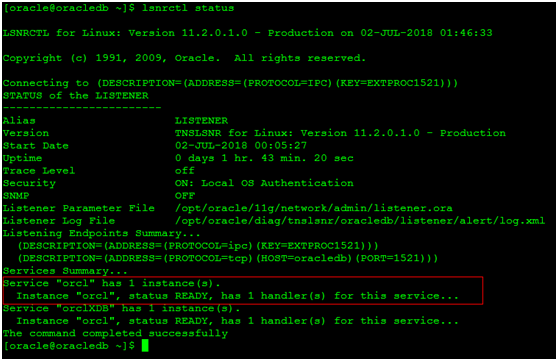 [oracle@oracledb ~]$ lsnrctl status
LSNRCTL for Linux: Version 11.2.0.1.0 - Production on 02-JUL-2018 01:46:33
Copyright (c) 1991, 2009, Oracle.  All rights reserved.
Connecting to (DESCRIPTION=(ADDRESS=(PROTOCOL=IPC)(KEY=EXTPROC1521)))
STATUS of the LISTENER
------------------------
Alias                     LISTENER
Version                   TNSLSNR for Linux: Version 11.2.0.1.0 - Production
Start Date                02-JUL-2018 00:05:27
Uptime                    0 days 1 hr. 43 min. 20 sec
Trace Level               off
Security                  ON: Local OS Authentication
SNMP                      OFF
Listener Parameter File   /opt/oracle/11g/network/admin/listener.ora
Listener Log File         /opt/oracle/diag/tnslsnr/oracledb/listener/alert/log.xml
Listening Endpoints Summary...
  (DESCRIPTION=(ADDRESS=(PROTOCOL=ipc)(KEY=EXTPROC1521)))
  (DESCRIPTION=(ADDRESS=(PROTOCOL=tcp)(HOST=oracledb)(PORT=1521)))
Services Summary...
Service "orcl" has 1 instance(s).
  Instance "orcl", status READY, has 1 handler(s) for this service...
Service "orclXDB" has 1 instance(s).
  Instance "orcl", status READY, has 1 handler(s) for this service...
The command completed successfully
[oracle@oracledb ~]$